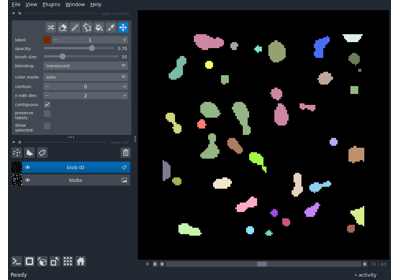 File View Plugins Window Help
label: 1
opacity: 0.70
brush size: 10
blending: translucent
color mode: auto
contour: 0
n edit dim: 2
contiguous:
preserve labels:
show selected:
blob ID
blobs
0
Ready
activity